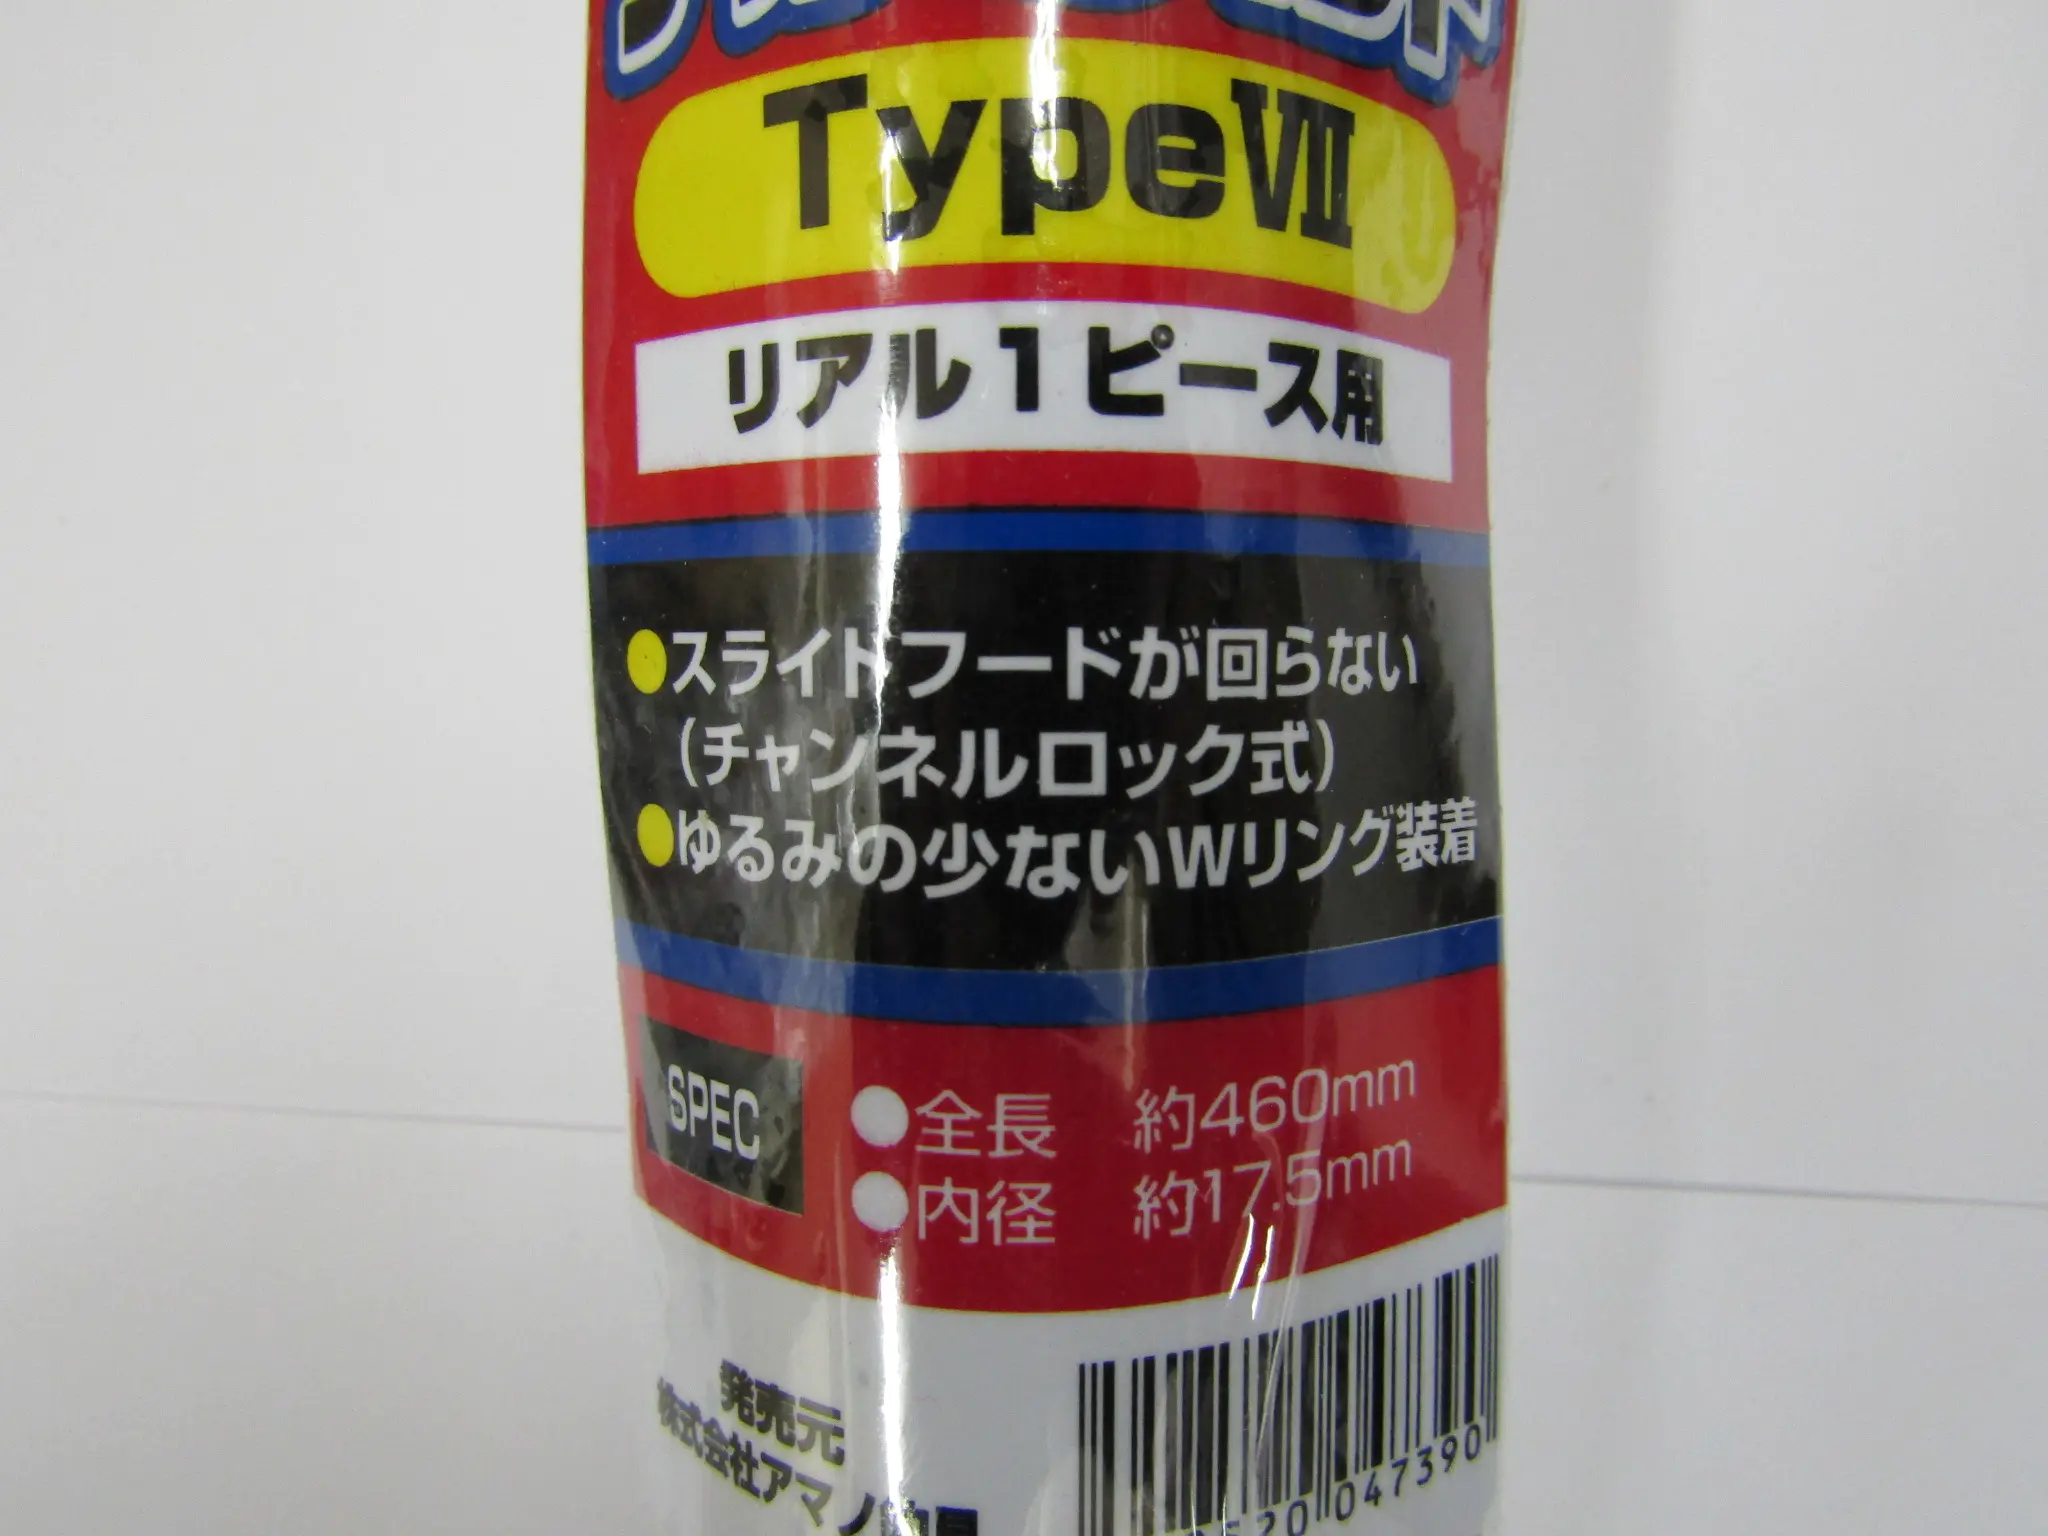 TypeⅦ
リアル1ピース用
●スライドフードが回らない
(チャンネルロック式)
●ゆるみの少ないWリング装着
SPEC
●全長 約460mm
●内径 約17.5mm
発売元
株式会社アマノ釣具
047390